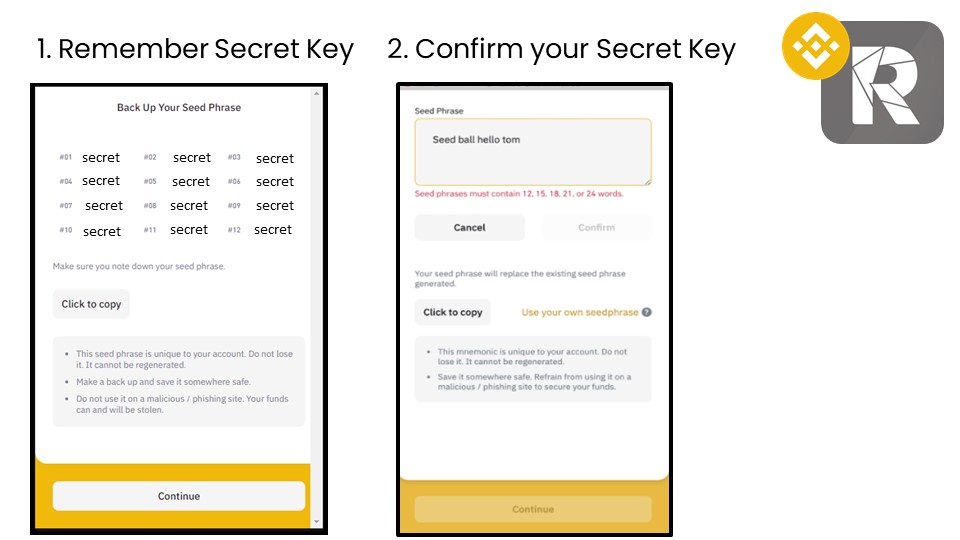 1. Remember Secret Key
2. Confirm your Secret Key
Back Up Your Seed Phrase
#01 secret #02 secret #03 secret
#04 secret #05 secret #06 secret
#07 secret #08 secret #09 secret
#10 secret #11 secret #12 secret
Make sure you note down your seed phrase.
Click to copy
• This seed phrase is unique to your account. Do not lose
it. It cannot be regenerated.
• Make a back up and save it somewhere safe.
• Do not use it on a malicious / phishing site. Your funds
can and will be stolen.
Continue
Seed Phrase
Seed ball hello tom
Seed phrases must contain 12, 15, 18, 21, or 24 words.
Cancel Confirm
Your seed phrase will replace the existing seed phrase
generated.
Click to copy Use your own seedphrase ?
• This mnemonic is unique to your account. Do not
lose it. It cannot be regenerated.
• Save it somewhere safe. Refrain from using it on a
malicious / phishing site to secure your funds.
Continue
R